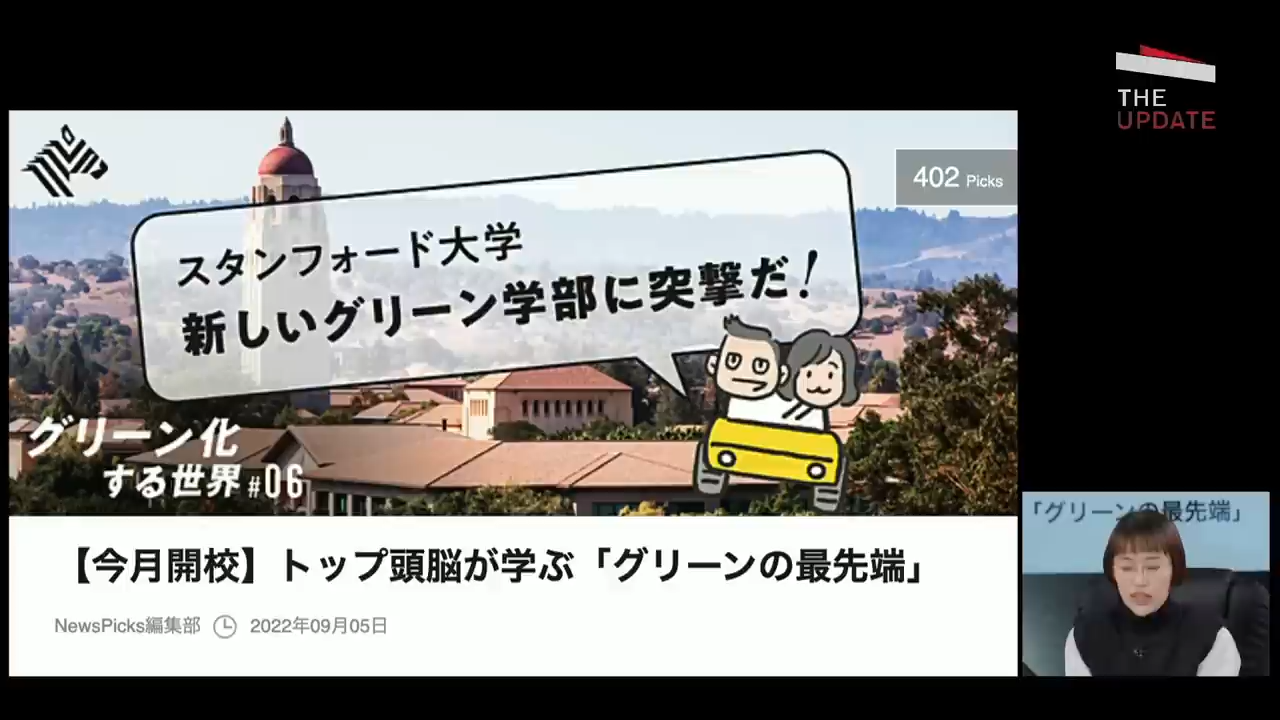 THE
UPDATE
402 Picks
スタンフォード大学
新しいグリーン学部に突撃だ!
グリーン化
する世界 #06
【今月開校】トップ頭脳が学ぶ「グリーンの最先端」
NewsPicks編集部 2022年09月05日
「グリーンの最先端」